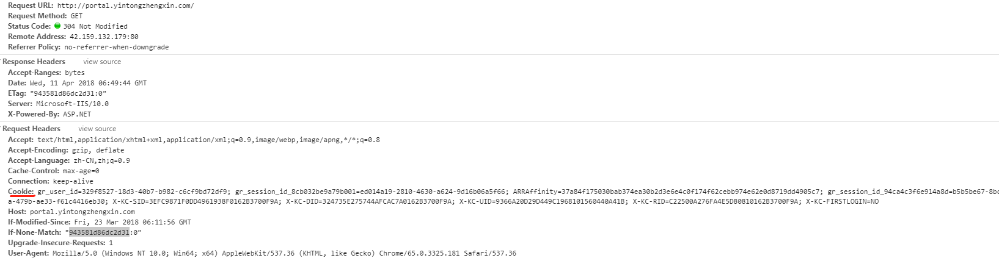 Request URL: http://portal.yintongzhengxin.com/
Request Method: GET
Status Code: 304 Not Modified
Remote Address: 42.159.132.179:80
Referrer Policy: no-referrer-when-downgrade
Response Headers view source
Accept-Ranges: bytes
Date: Wed, 11 Apr 2018 06:49:44 GMT
ETag: "943581d86dc2d31:0"
Server: Microsoft-IIS/10.0
X-Powered-By: ASP.NET
Request Headers view source
Accept: text/html,application/xhtml+xml,application/xml;q=0.9,image/webp,image/apng,*/*;q=0.8
Accept-Encoding: gzip, deflate
Accept-Language: zh-CN,zh;q=0.9
Cache-Control: max-age=0
Connection: keep-alive
Cookie: gr_user_id=329f8527-18d3-40b7-b982-c6cf9bd72df9; gr_session_id_8cb032be9a79b001=ed014a19-2810-4630-a624-9d16b06a5f66; ARRAffinity=37a84f175030bab374ea30b2d3e6e4c0f174f62cebb974e62e0d8719dd4905c7; gr_session_id_94ca4c3f6e914a8d=b5b5be67-8bc
a-479b-ae33-f61c4416eb30; X-KC-SID=3EFC9871F0DD4961938F0162B3700F9A; X-KC-DID=324735E275744AFCAC7A0162B3700F9A; X-KC-UID=9366A20D29D449C1968101560440A41B; X-KC-RID=C22500A276FA4E5D80810162B3700F9A; X-KC-FIRSTLOGIN=NO
Host: portal.yintongzhengxin.com
If-Modified-Since: Fri, 23 Mar 2018 06:11:56 GMT
If-None-Match: "943581d86dc2d31:0"
Upgrade-Insecure-Requests: 1
User-Agent: Mozilla/5.0 (Windows NT 10.0; Win64; x64) AppleWebKit/537.36 (KHTML, like Gecko) Chrome/65.0.3325.181 Safari/537.36